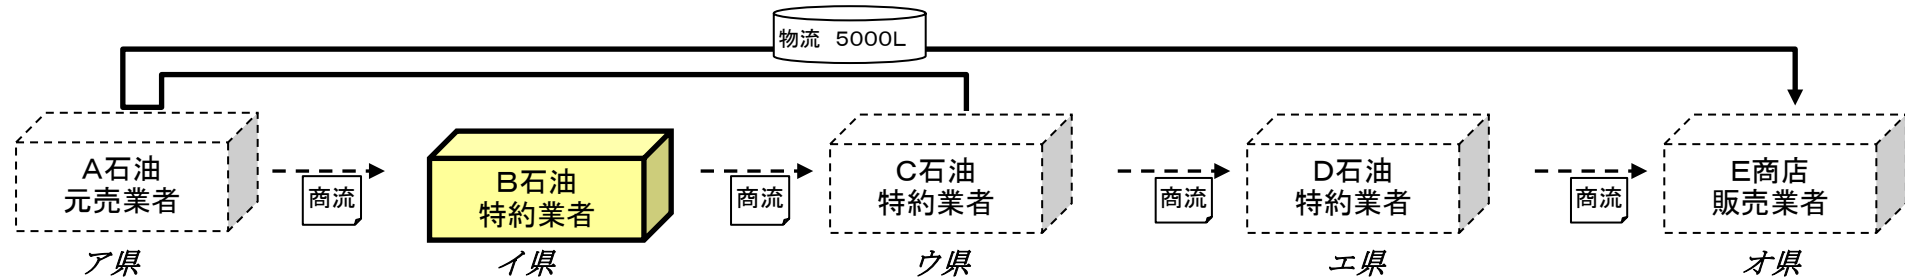 物流 5000L
A石油
元売業者
商流
B石油
特約業者
商流
C石油
特約業者
商流
D石油
特約業者
商流
E商店
販売業者
ア県
イ県
ウ県
エ県
オ県